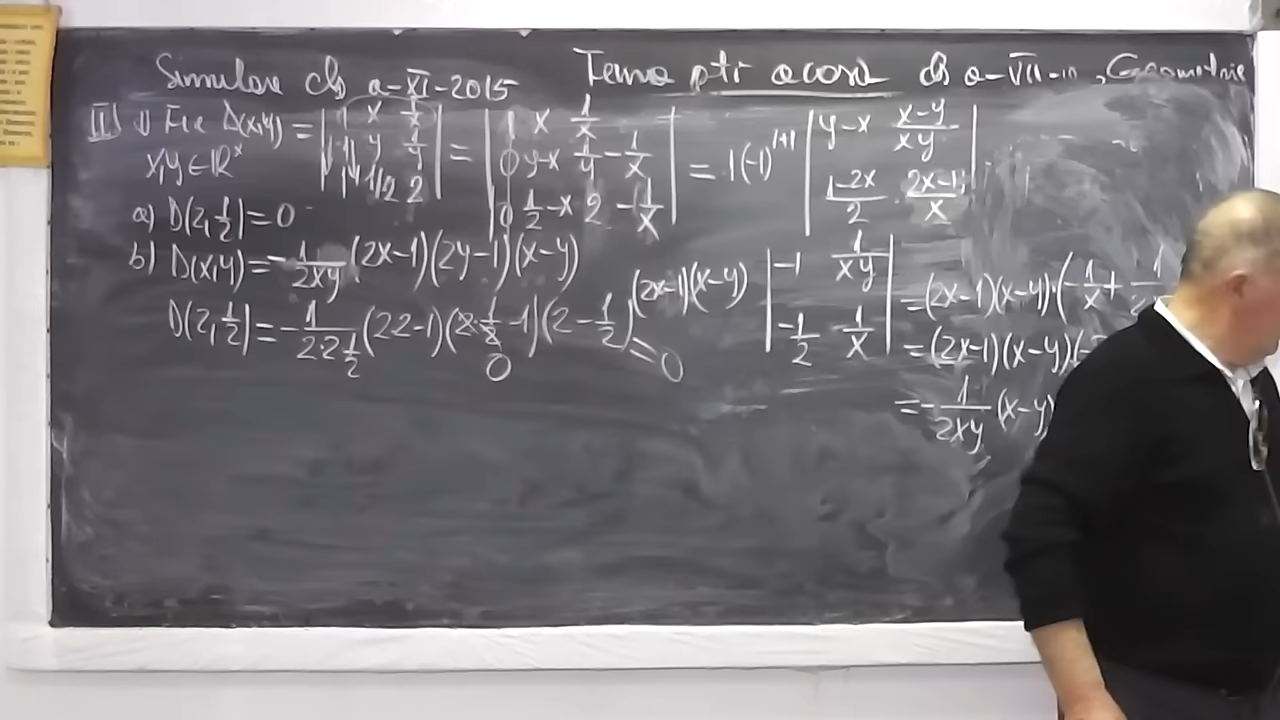 Simulare cls a-XI-2015 Tema ptr acasă cls a-VII-a, Geometrie
II) 1) Fie D(x,y) = |1 x 1/x; 1 y 1/y; 1 1/2 2| = |1 x 1/x; 0 y-x 1/y - 1/x; 0 1/2 - x 2 - 1/x| = 1(-1)^{1+1} |y-x (x-y)/(xy); (1-2x)/2 (2x-1)/x|
x,y∈ℝ*
a) D(2, 1/2) = 0
b) D(x,y) = -1/(2xy) (2x-1)(2y-1)(x-y)
(2x-1)(x-y) |-1 1/(xy); -1/2 1/x| = (2x-1)(x-y)·(-1/x + 1/
D(2, 1/2) = -1/(2·2·1/2) (2·2-1)(2·1/2 -1)(2 - 1/2) = 0
0
= (2x-1)(x-y)(
= -1/(2xy) (x-y)